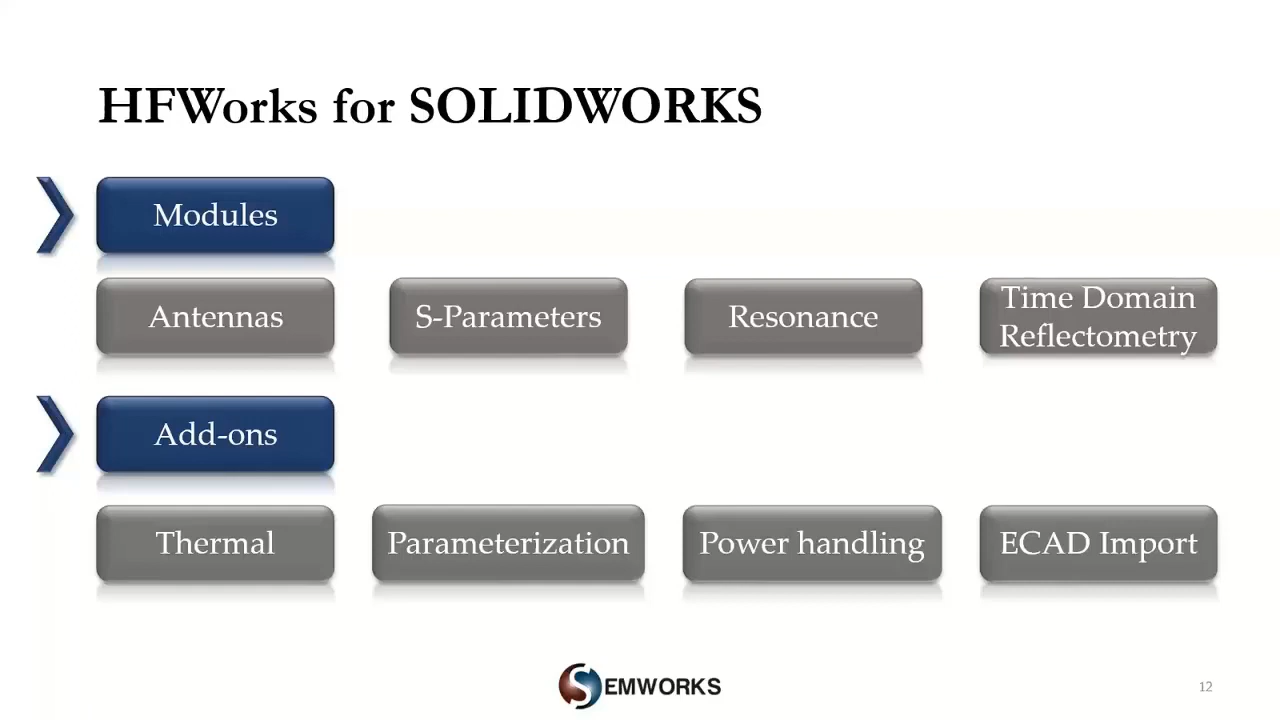 HFWorks for SOLIDWORKS
Modules
Antennas
S-Parameters
Resonance
Time Domain
Reflectometry
Add-ons
Thermal
Parameterization
Power handling
ECAD Import
EMWORKS
12